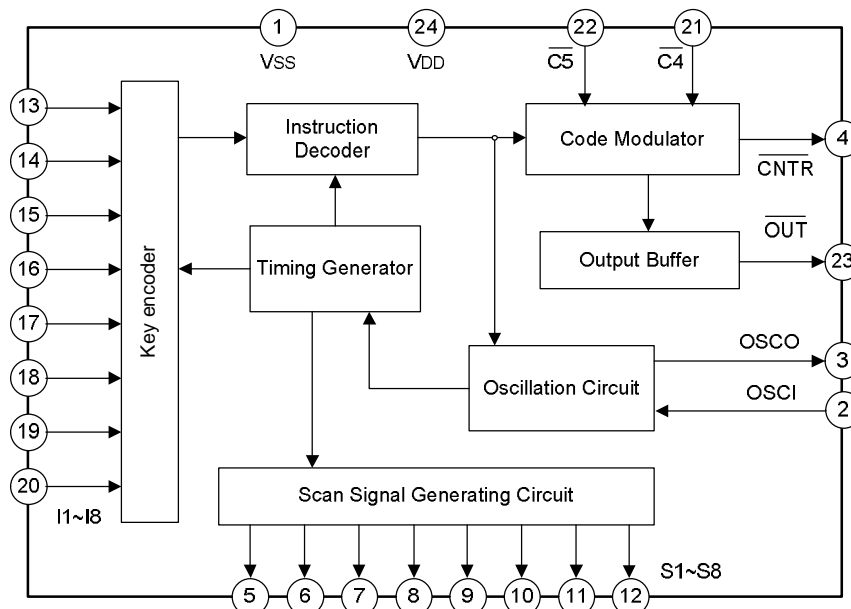 1
24
22
21
VSS
VDD
C5
C4
13
14
15
16
17
18
19
20
I1~I8
Key encoder
Instruction
Decoder
Code Modulator
4
CNTR
OUT
Timing Generator
Output Buffer
23
OSCO
3
Oscillation Circuit
OSCI
2
Scan Signal Generating Circuit
S1~S8
5
6
7
8
9
10
11
12